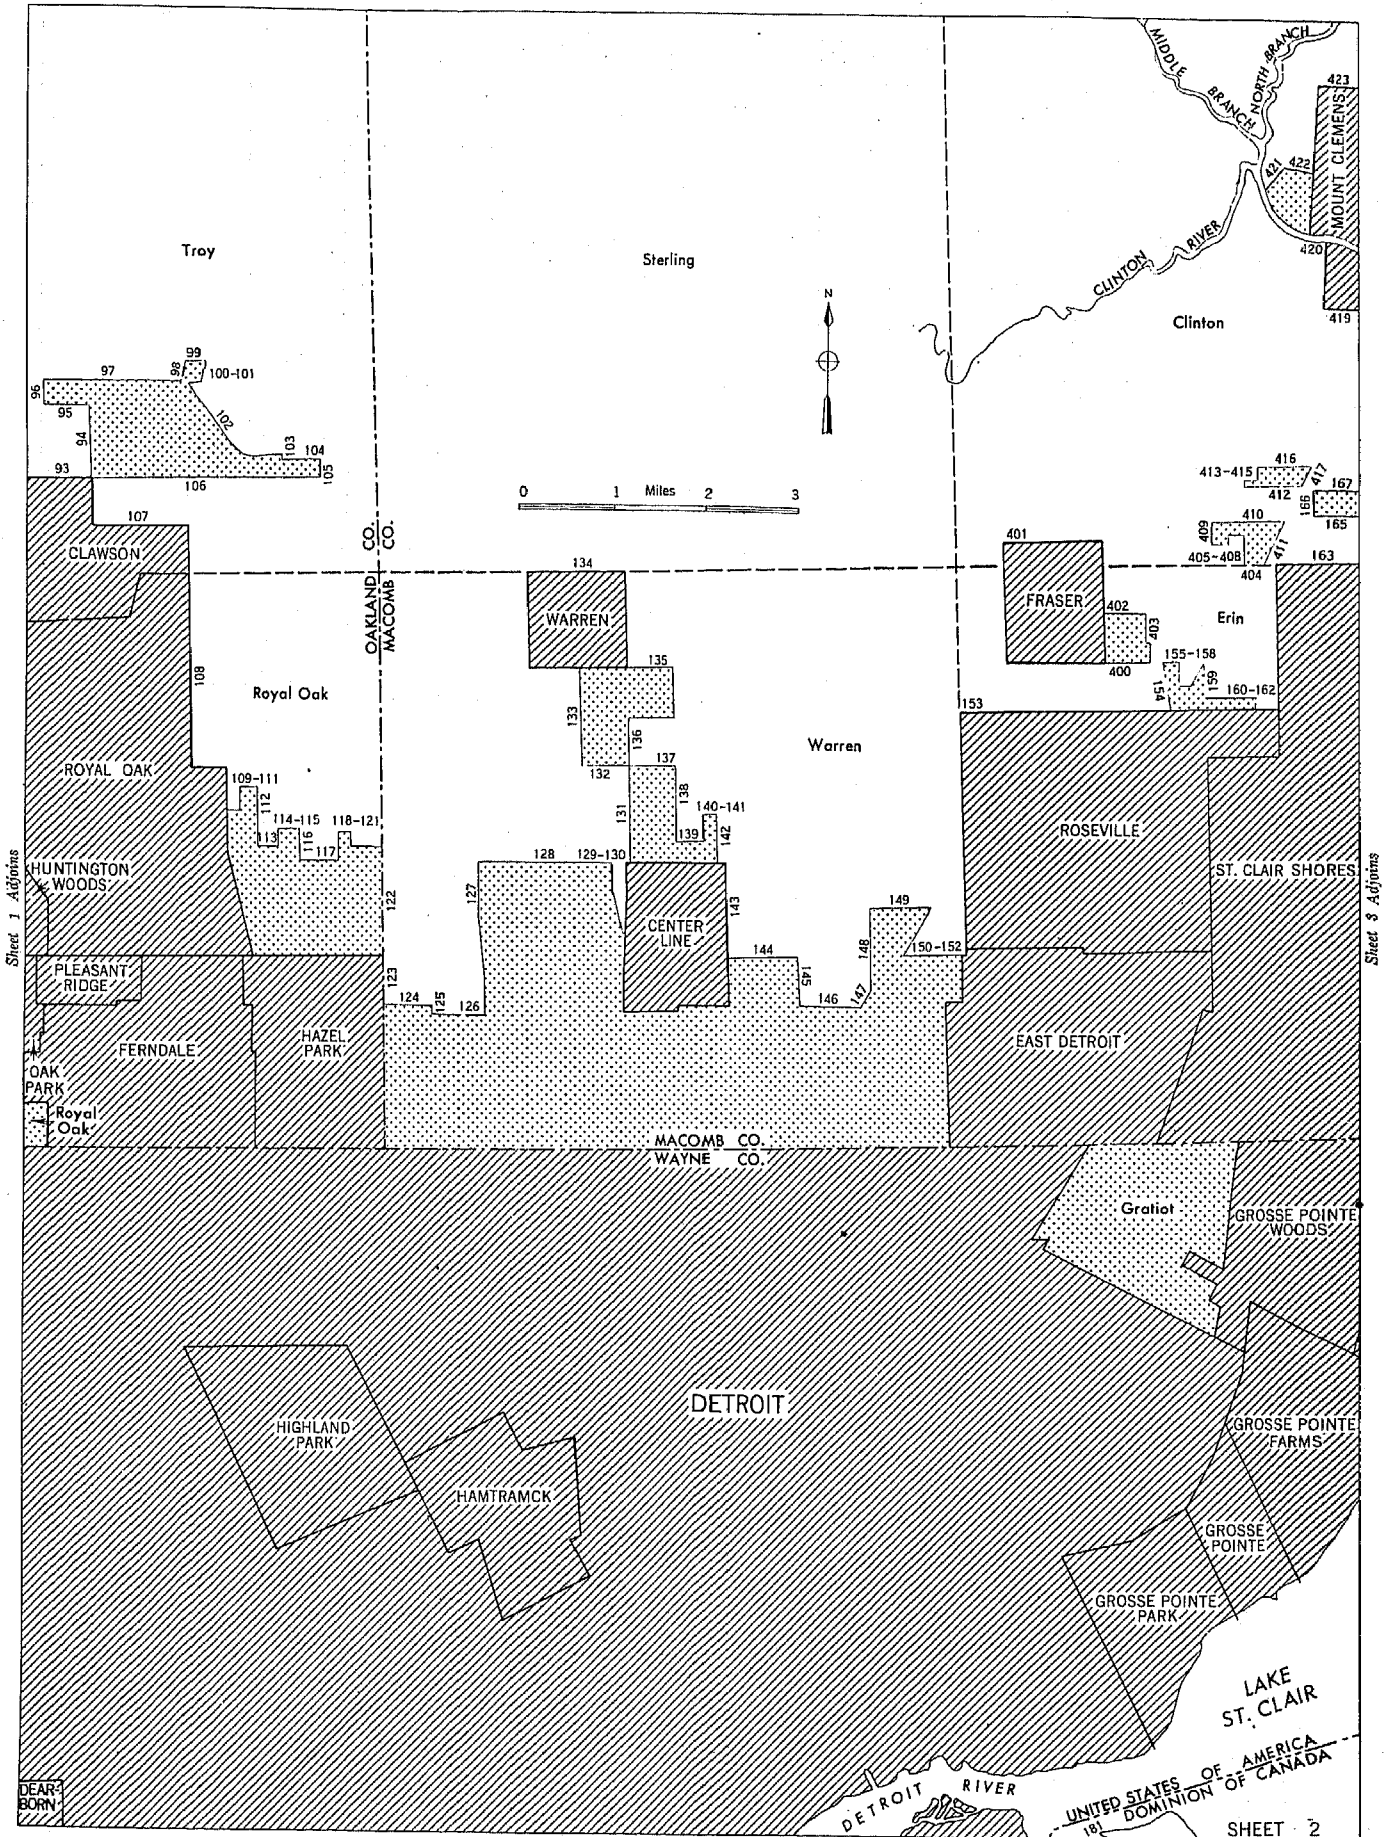 MIDDLE
BRANCH
NORTH BRANCH
423
MOUNT CLEMENS
421
422
420
419
CLINTON RIVER
Clinton
Troy
Sterling
N
99
98
100-101
97
96
95
94
102
103
104
105
93
106
107
CLAWSON
0 1 Miles 2 3
OAKLAND CO.
MACOMB CO.
413-415
416
417
412
167
166
165
410
409
411
405-408
404
163
401
FRASER
402
403
400
Erin
155-158
154
159
160-162
153
134
WARREN
135
133
136
132
137
131
138
140-141
139
142
Warren
108
Royal Oak
ROYAL OAK
109-111
112
113
114-115
116
117
118-121
122
ROSEVILLE
ST. CLAIR SHORES
HUNTINGTON
WOODS
Sheet 1 Adjoins
Sheet 3 Adjoins
128
129-130
127
CENTER
LINE
143
149
148
150-152
144
145
146
147
PLEASANT
RIDGE
123
124
125
126
FERNDALE
HAZEL
PARK
EAST DETROIT
OAK
PARK
Royal
Oak
MACOMB CO.
WAYNE CO.
Gratiot
GROSSE POINTE
WOODS
DETROIT
HIGHLAND
PARK
HAMTRAMCK
GROSSE POINTE
FARMS
GROSSE
POINTE
GROSSE POINTE
PARK
LAKE
ST. CLAIR
DEAR-
BORN
DETROIT RIVER
UNITED STATES OF AMERICA
DOMINION OF CANADA
181
SHEET 2